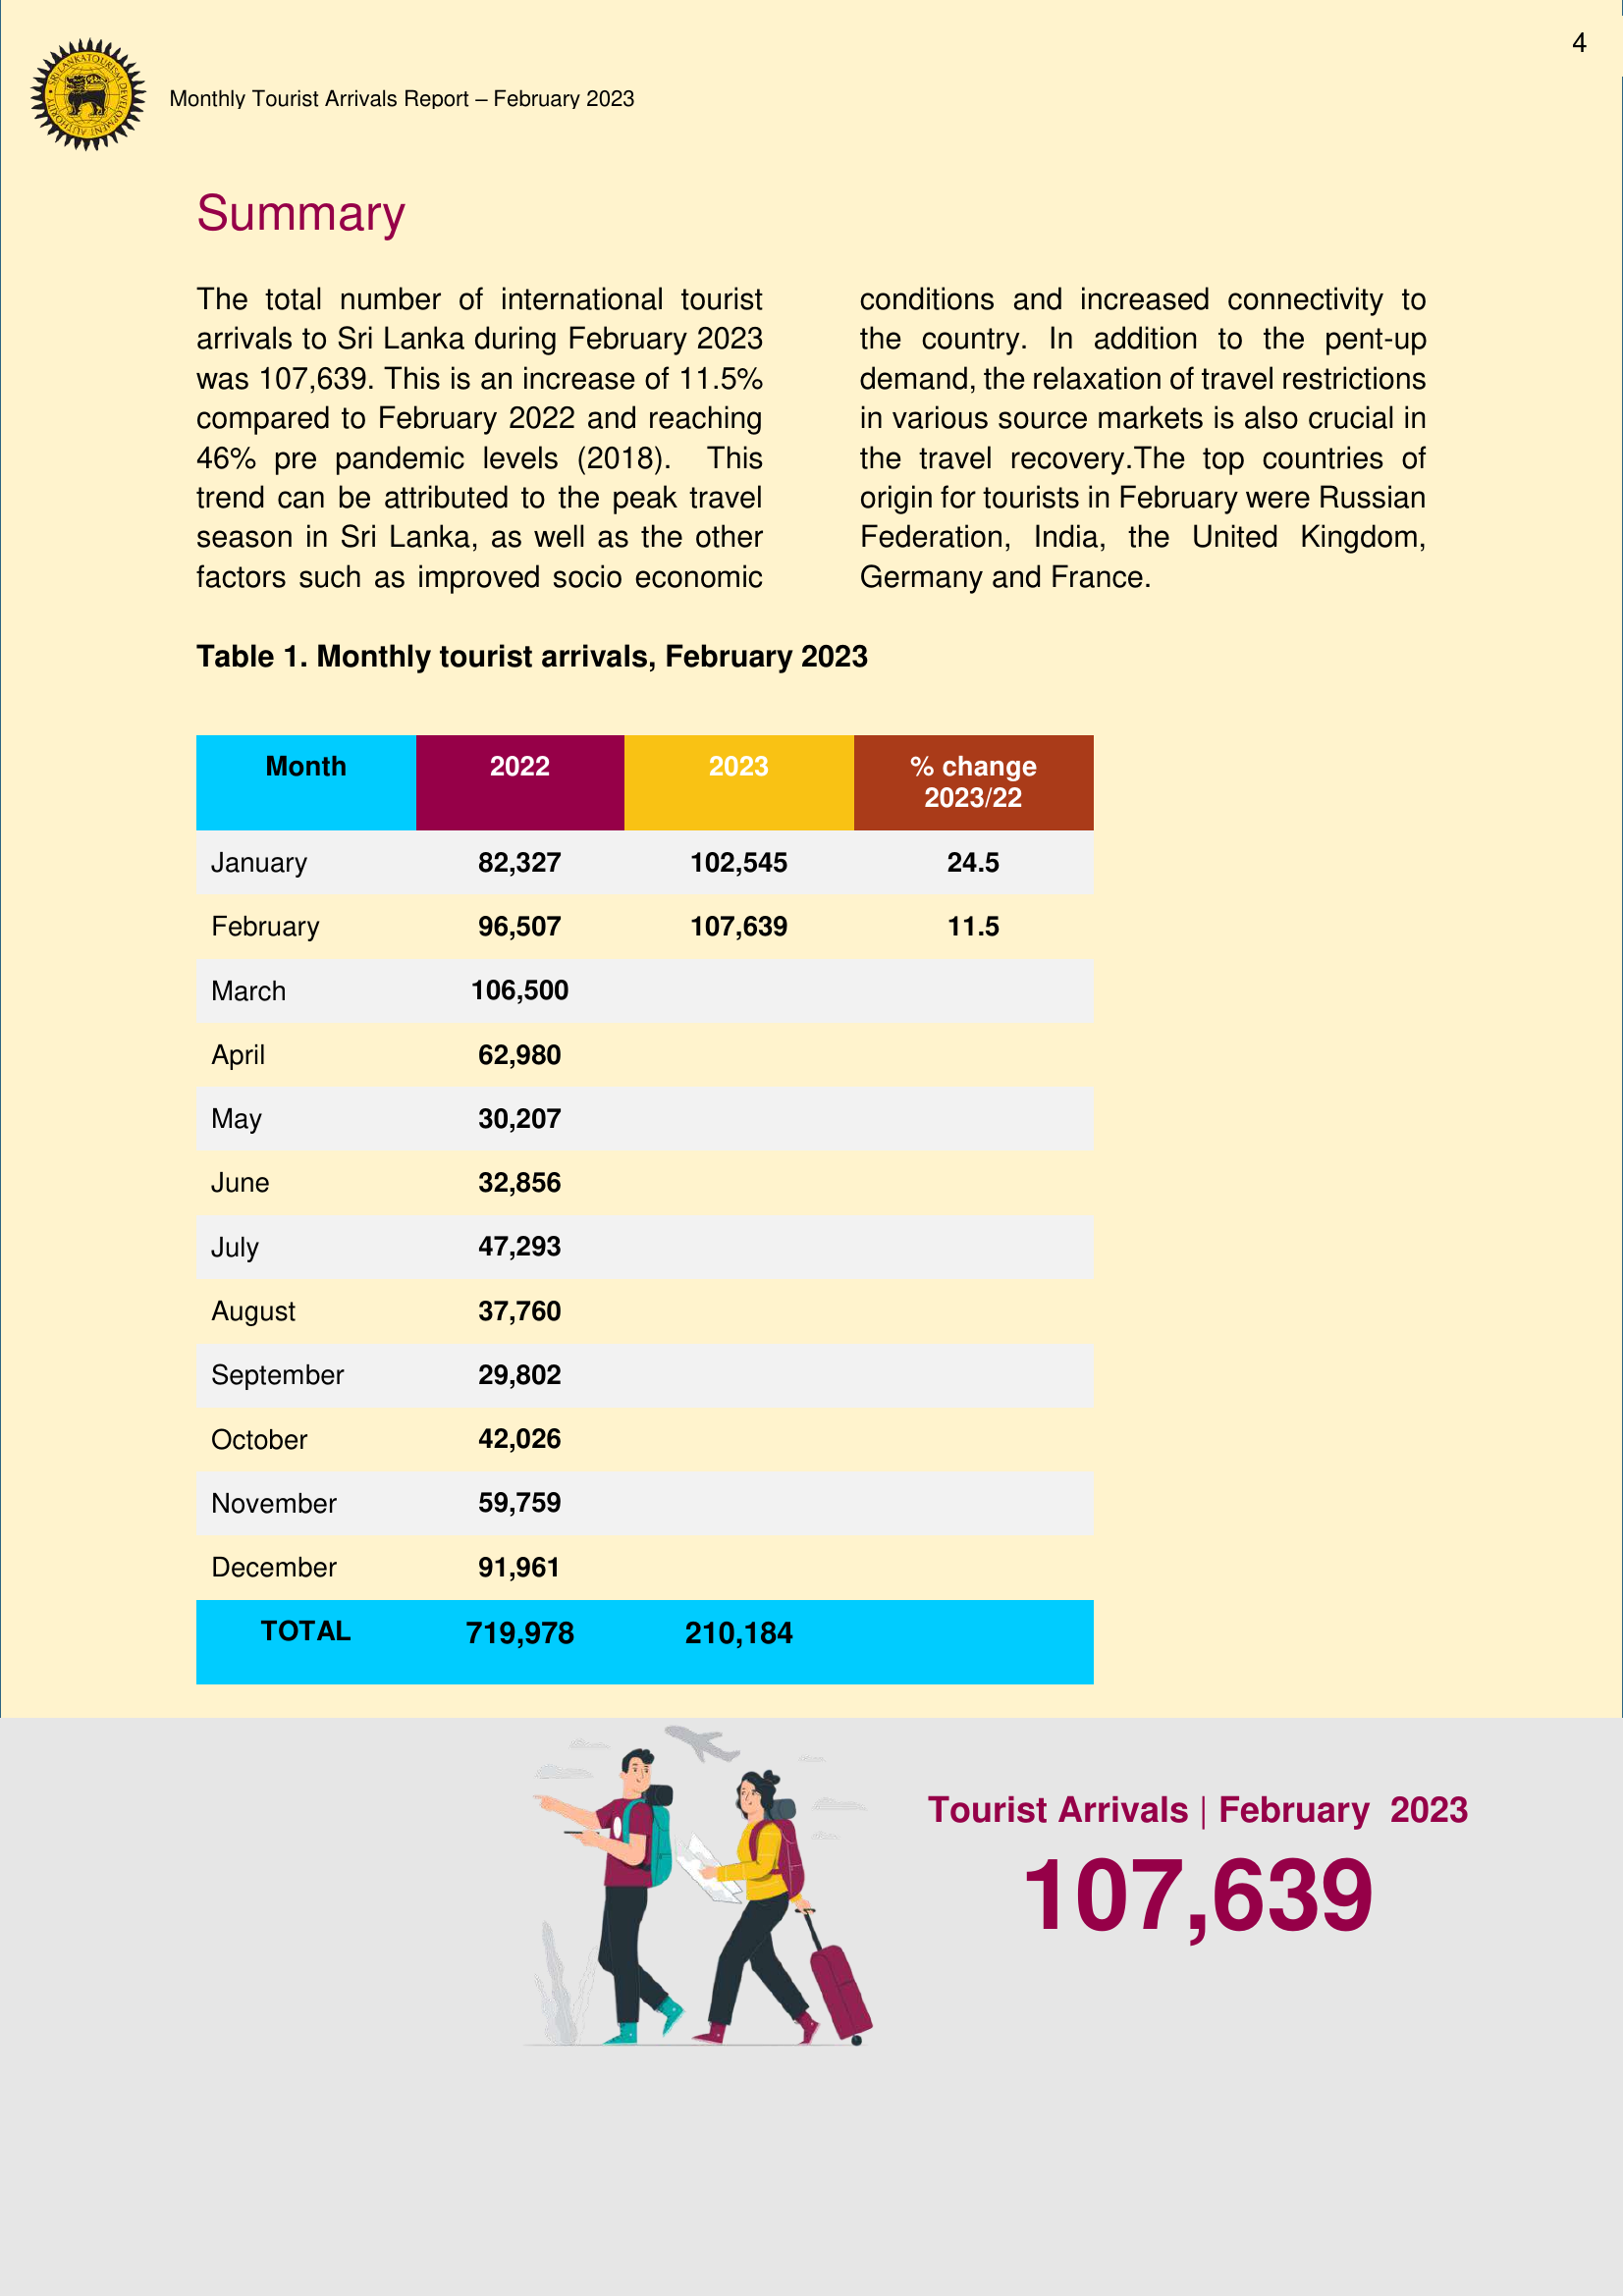 4
SRI LANKA TOURISM DEVELOPMENT AUTHORITY
Monthly Tourist Arrivals Report – February 2023
Summary
The total number of international tourist
arrivals to Sri Lanka during February 2023
was 107,639. This is an increase of 11.5%
compared to February 2022 and reaching
46% pre pandemic levels (2018). This
trend can be attributed to the peak travel
season in Sri Lanka, as well as the other
factors such as improved socio economic
conditions and increased connectivity to
the country. In addition to the pent-up
demand, the relaxation of travel restrictions
in various source markets is also crucial in
the travel recovery.The top countries of
origin for tourists in February were Russian
Federation, India, the United Kingdom,
Germany and France.
Table 1. Monthly tourist arrivals, February 2023
Month 2022 2023 % change
2023/22
January 82,327 102,545 24.5
February 96,507 107,639 11.5
March 106,500
April 62,980
May 30,207
June 32,856
July 47,293
August 37,760
September 29,802
October 42,026
November 59,759
December 91,961
TOTAL 719,978 210,184
Tourist Arrivals | February 2023
107,639